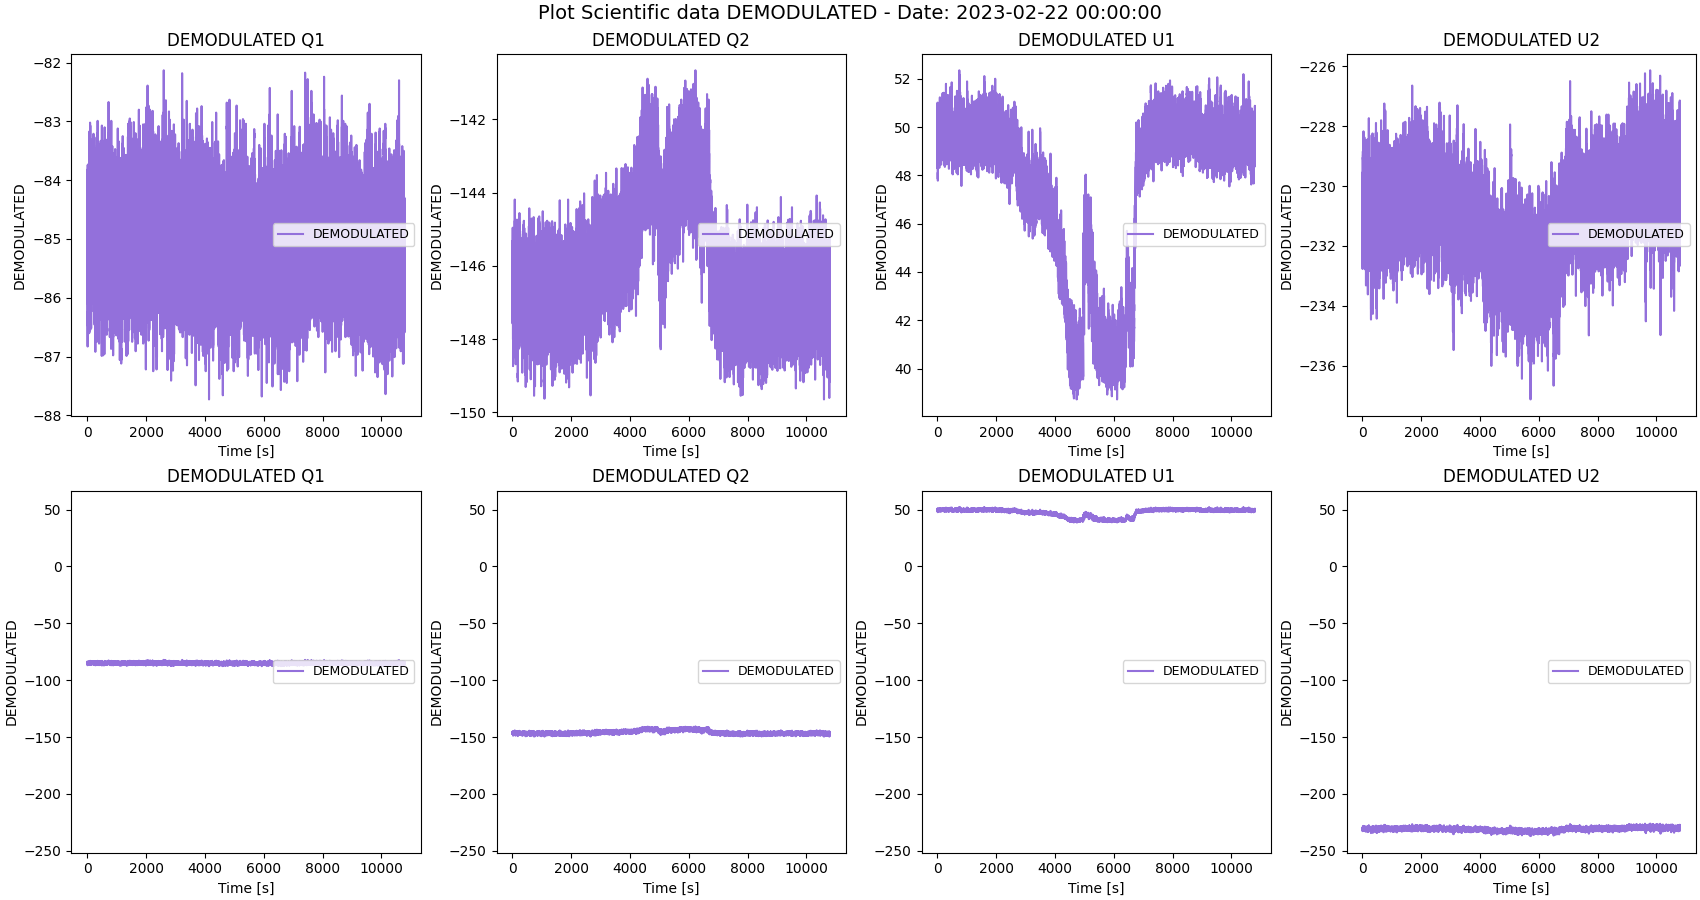 Plot Scientific data DEMODULATED - Date: 2023-02-22 00:00:00
DEMODULATED Q1
DEMODULATED
−82
−83
−84
−85
−86
−87
−88
DEMODULATED
0 2000 4000 6000 8000 10000
Time [s]
DEMODULATED Q2
DEMODULATED
−142
−144
−146
−148
−150
DEMODULATED
0 2000 4000 6000 8000 10000
Time [s]
DEMODULATED U1
DEMODULATED
52
50
48
46
44
42
40
DEMODULATED
0 2000 4000 6000 8000 10000
Time [s]
DEMODULATED U2
DEMODULATED
−226
−228
−230
−232
−234
−236
DEMODULATED
0 2000 4000 6000 8000 10000
Time [s]
DEMODULATED Q1
DEMODULATED
50
0
−50
−100
−150
−200
−250
DEMODULATED
0 2000 4000 6000 8000 10000
Time [s]
DEMODULATED Q2
DEMODULATED
50
0
−50
−100
−150
−200
−250
DEMODULATED
0 2000 4000 6000 8000 10000
Time [s]
DEMODULATED U1
DEMODULATED
50
0
−50
−100
−150
−200
−250
DEMODULATED
0 2000 4000 6000 8000 10000
Time [s]
DEMODULATED U2
DEMODULATED
50
0
−50
−100
−150
−200
−250
DEMODULATED
0 2000 4000 6000 8000 10000
Time [s]